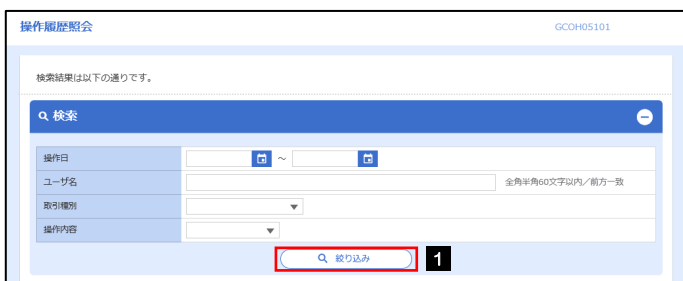 操作履歴照会 GCOH05101
検索結果は以下の通りです。
検索
操作日 ～
ユーザ名 全角半角60文字以内／前方一致
取引種別
操作内容
絞り込み 1